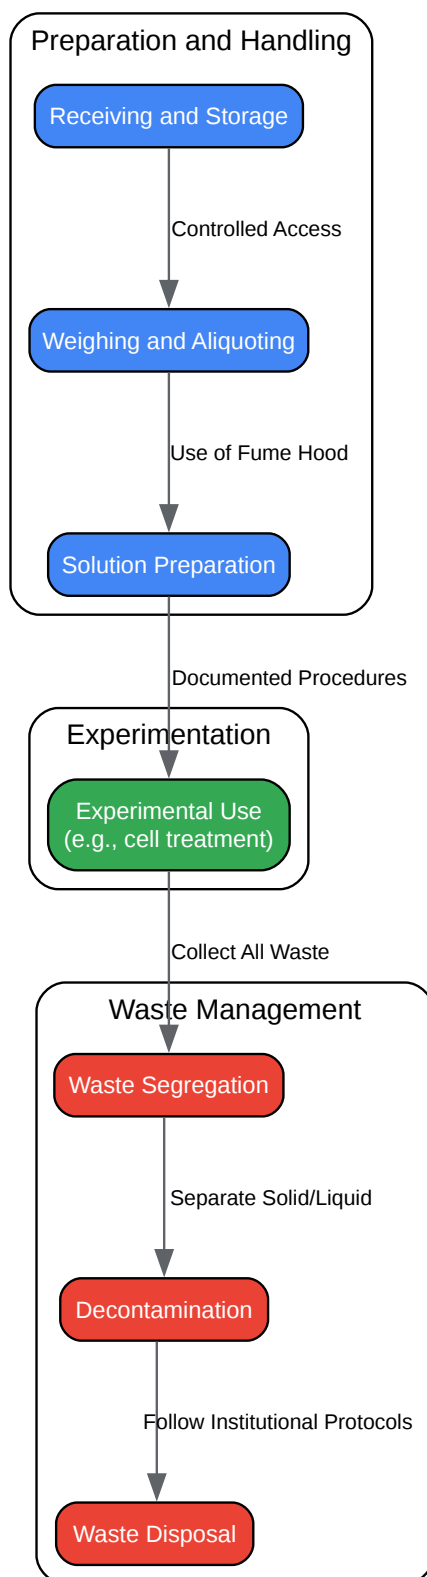 Preparation and Handling
Receiving and Storage
Controlled Access
Weighing and Aliquoting
Use of Fume Hood
Solution Preparation
Documented Procedures
Experimentation
Experimental Use
(e.g., cell treatment)
Collect All Waste
Waste Management
Waste Segregation
Separate Solid/Liquid
Decontamination
Follow Institutional Protocols
Waste Disposal